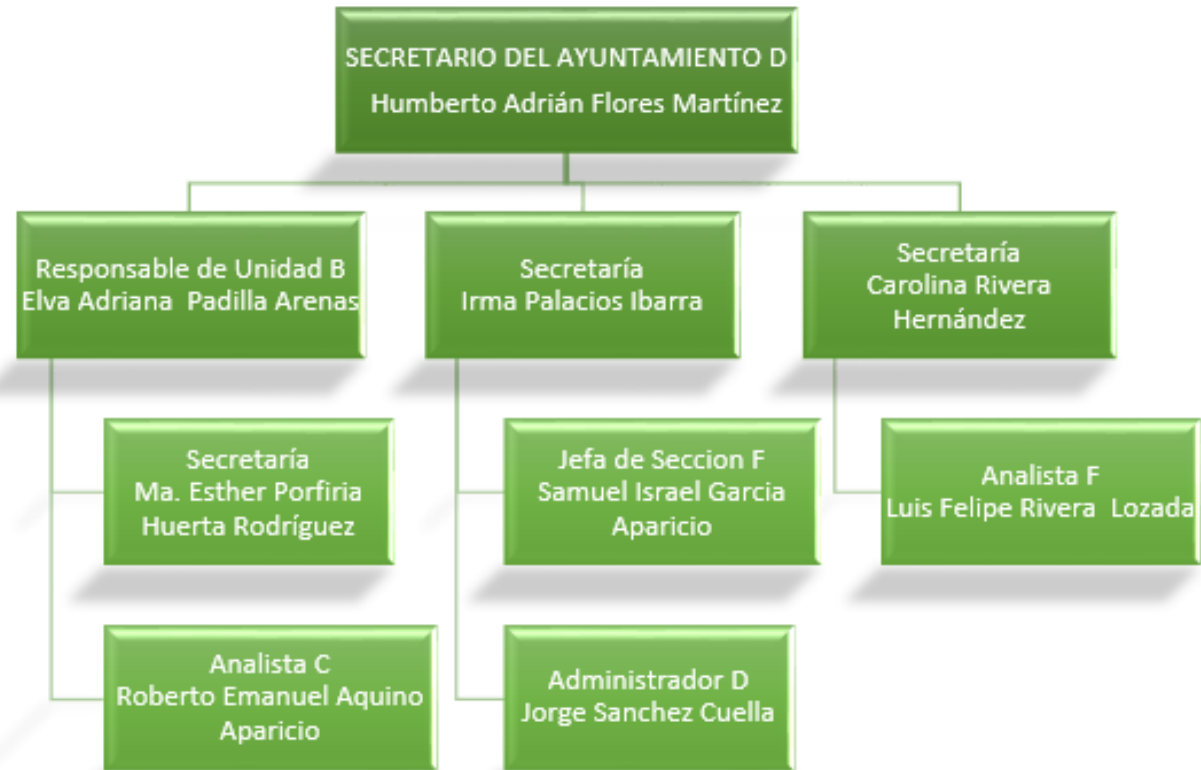 SECRETARIO DEL AYUNTAMIENTO D
Humberto Adrián Flores Martínez
Responsable de Unidad B
Elva Adriana Padilla Arenas
Secretaría
Irma Palacios Ibarra
Secretaría
Carolina Rivera
Hernández
Secretaría
Ma. Esther Porfiria
Huerta Rodríguez
Jefa de Seccion F
Samuel Israel Garcia
Aparicio
Analista F
Luis Felipe Rivera Lozada
Analista C
Roberto Emanuel Aquino
Aparicio
Administrador D
Jorge Sanchez Cuella